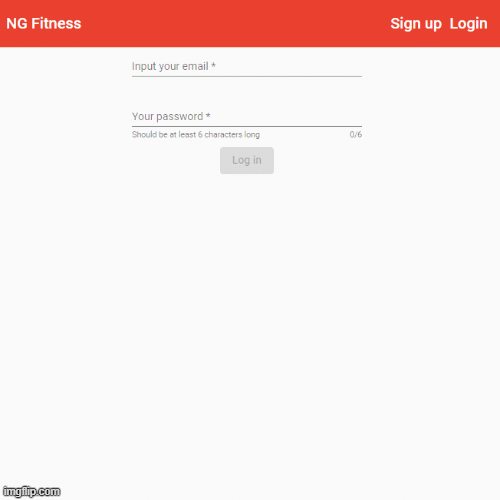 NG Fitness Sign up Login
Input your email *
Your password *
Should be at least 6 characters long 0/6
Log in
imgflip.com